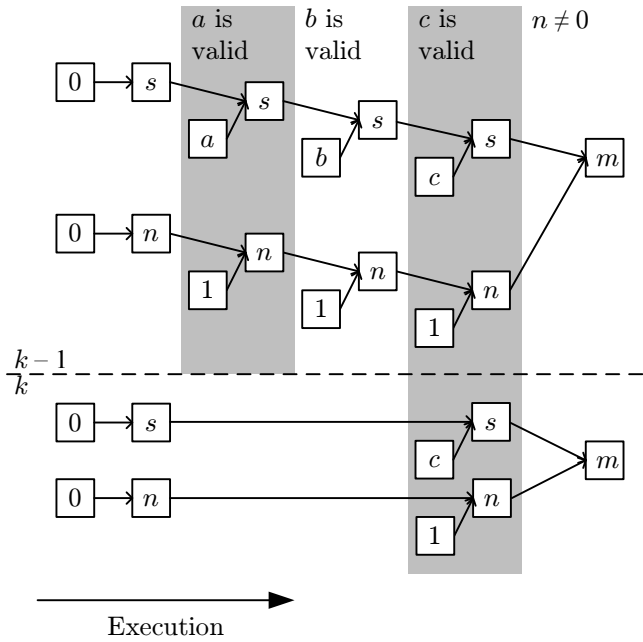 a is valid
b is valid
c is valid
n ≠ 0
0 s s s s
a b c m
0 n n n n
1 1 1
k – 1
k
0 s s
c m
0 n n
1
Execution